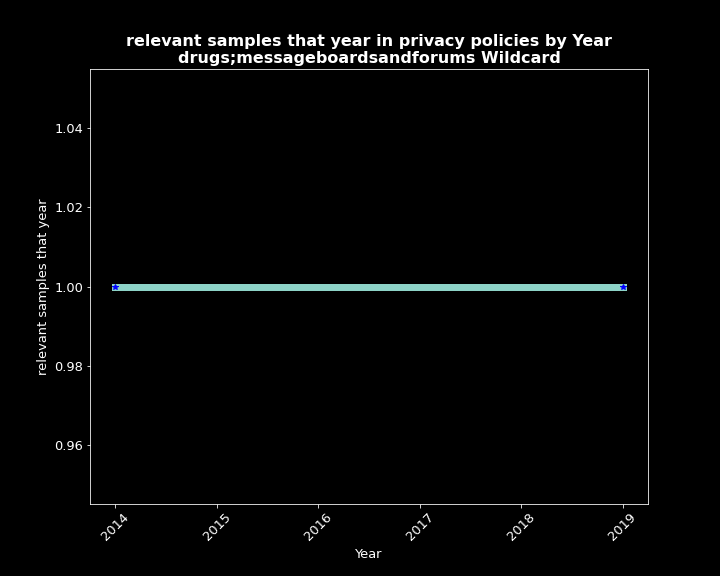 relevant samples that year in privacy policies by Year
drugs;messageboardsandforums Wildcard
relevant samples that year
1.04
1.02
1.00
0.98
0.96
2014
2015
2016
2017
2018
2019
Year